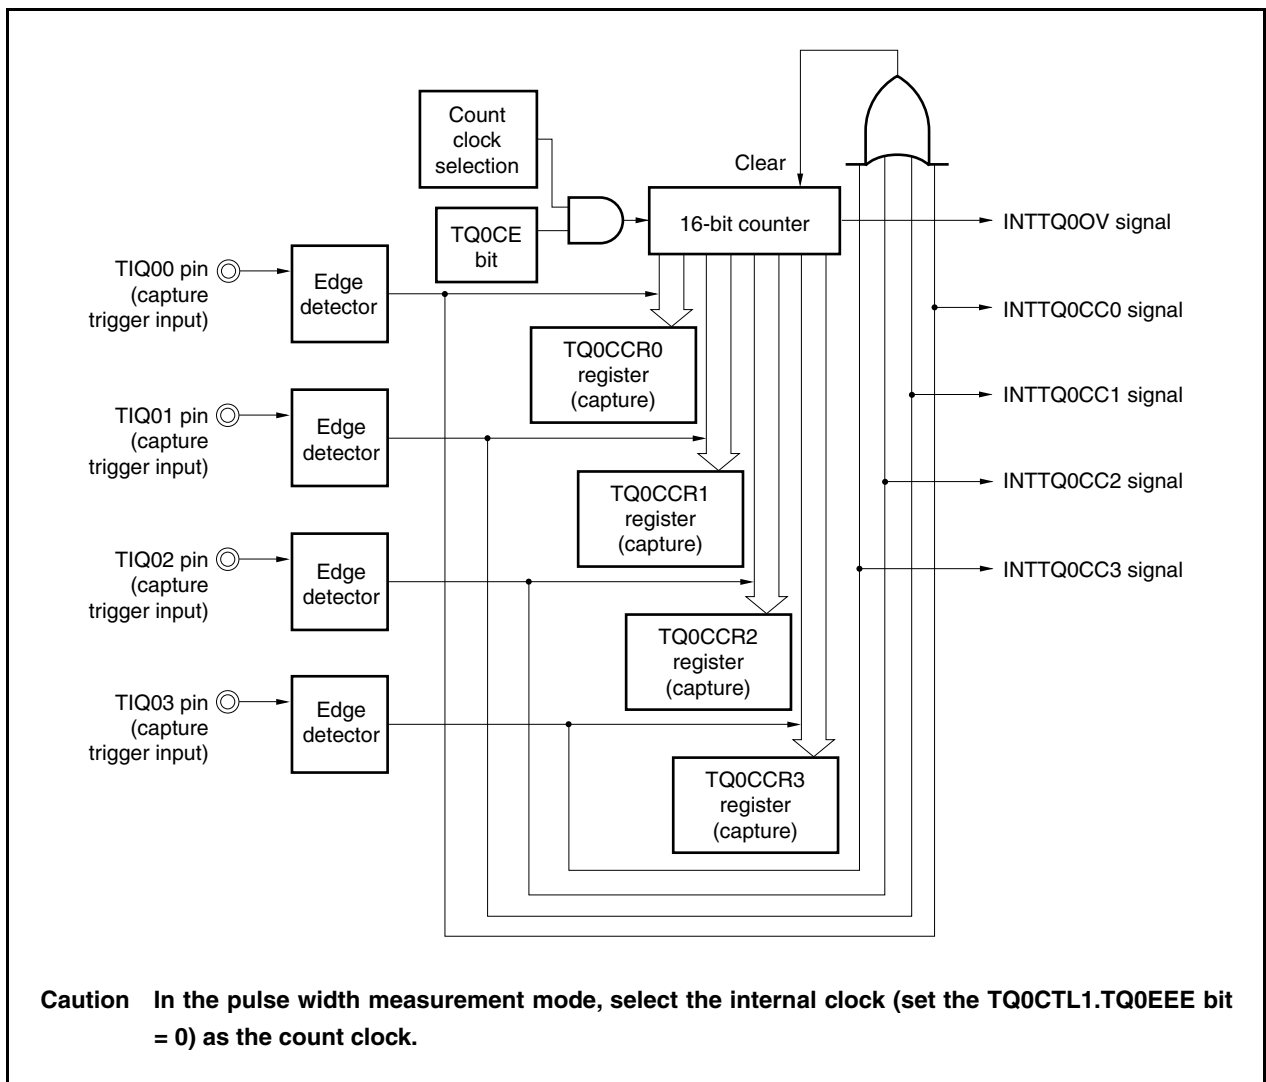 Count
clock
selection
Clear
TQ0CE
bit
16-bit counter
INTTQ0OV signal
TIQ00 pin
(capture
trigger input)
Edge
detector
INTTQ0CC0 signal
TQ0CCR0
register
(capture)
TIQ01 pin
(capture
trigger input)
Edge
detector
INTTQ0CC1 signal
TQ0CCR1
register
(capture)
INTTQ0CC2 signal
TIQ02 pin
(capture
trigger input)
Edge
detector
INTTQ0CC3 signal
TQ0CCR2
register
(capture)
TIQ03 pin
(capture
trigger input)
Edge
detector
TQ0CCR3
register
(capture)
Caution In the pulse width measurement mode, select the internal clock (set the TQ0CTL1.TQ0EEE bit
= 0) as the count clock.